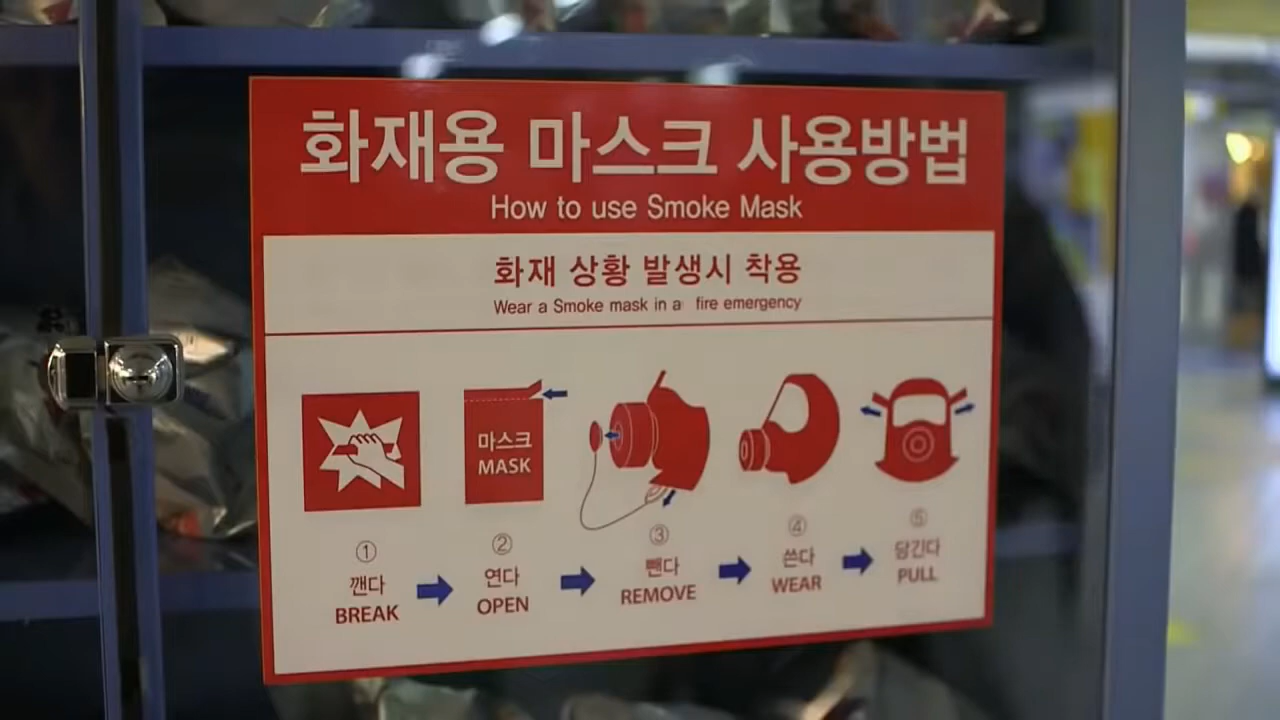 화재용 마스크 사용방법
How to use Smoke Mask
화재 상황 발생시 착용
Wear a Smoke mask in a fire emergency
마스크
MASK
① ② ③ ④ ⑤
깬다 연다 뺀다 쓴다 당긴다
BREAK OPEN REMOVE WEAR PULL